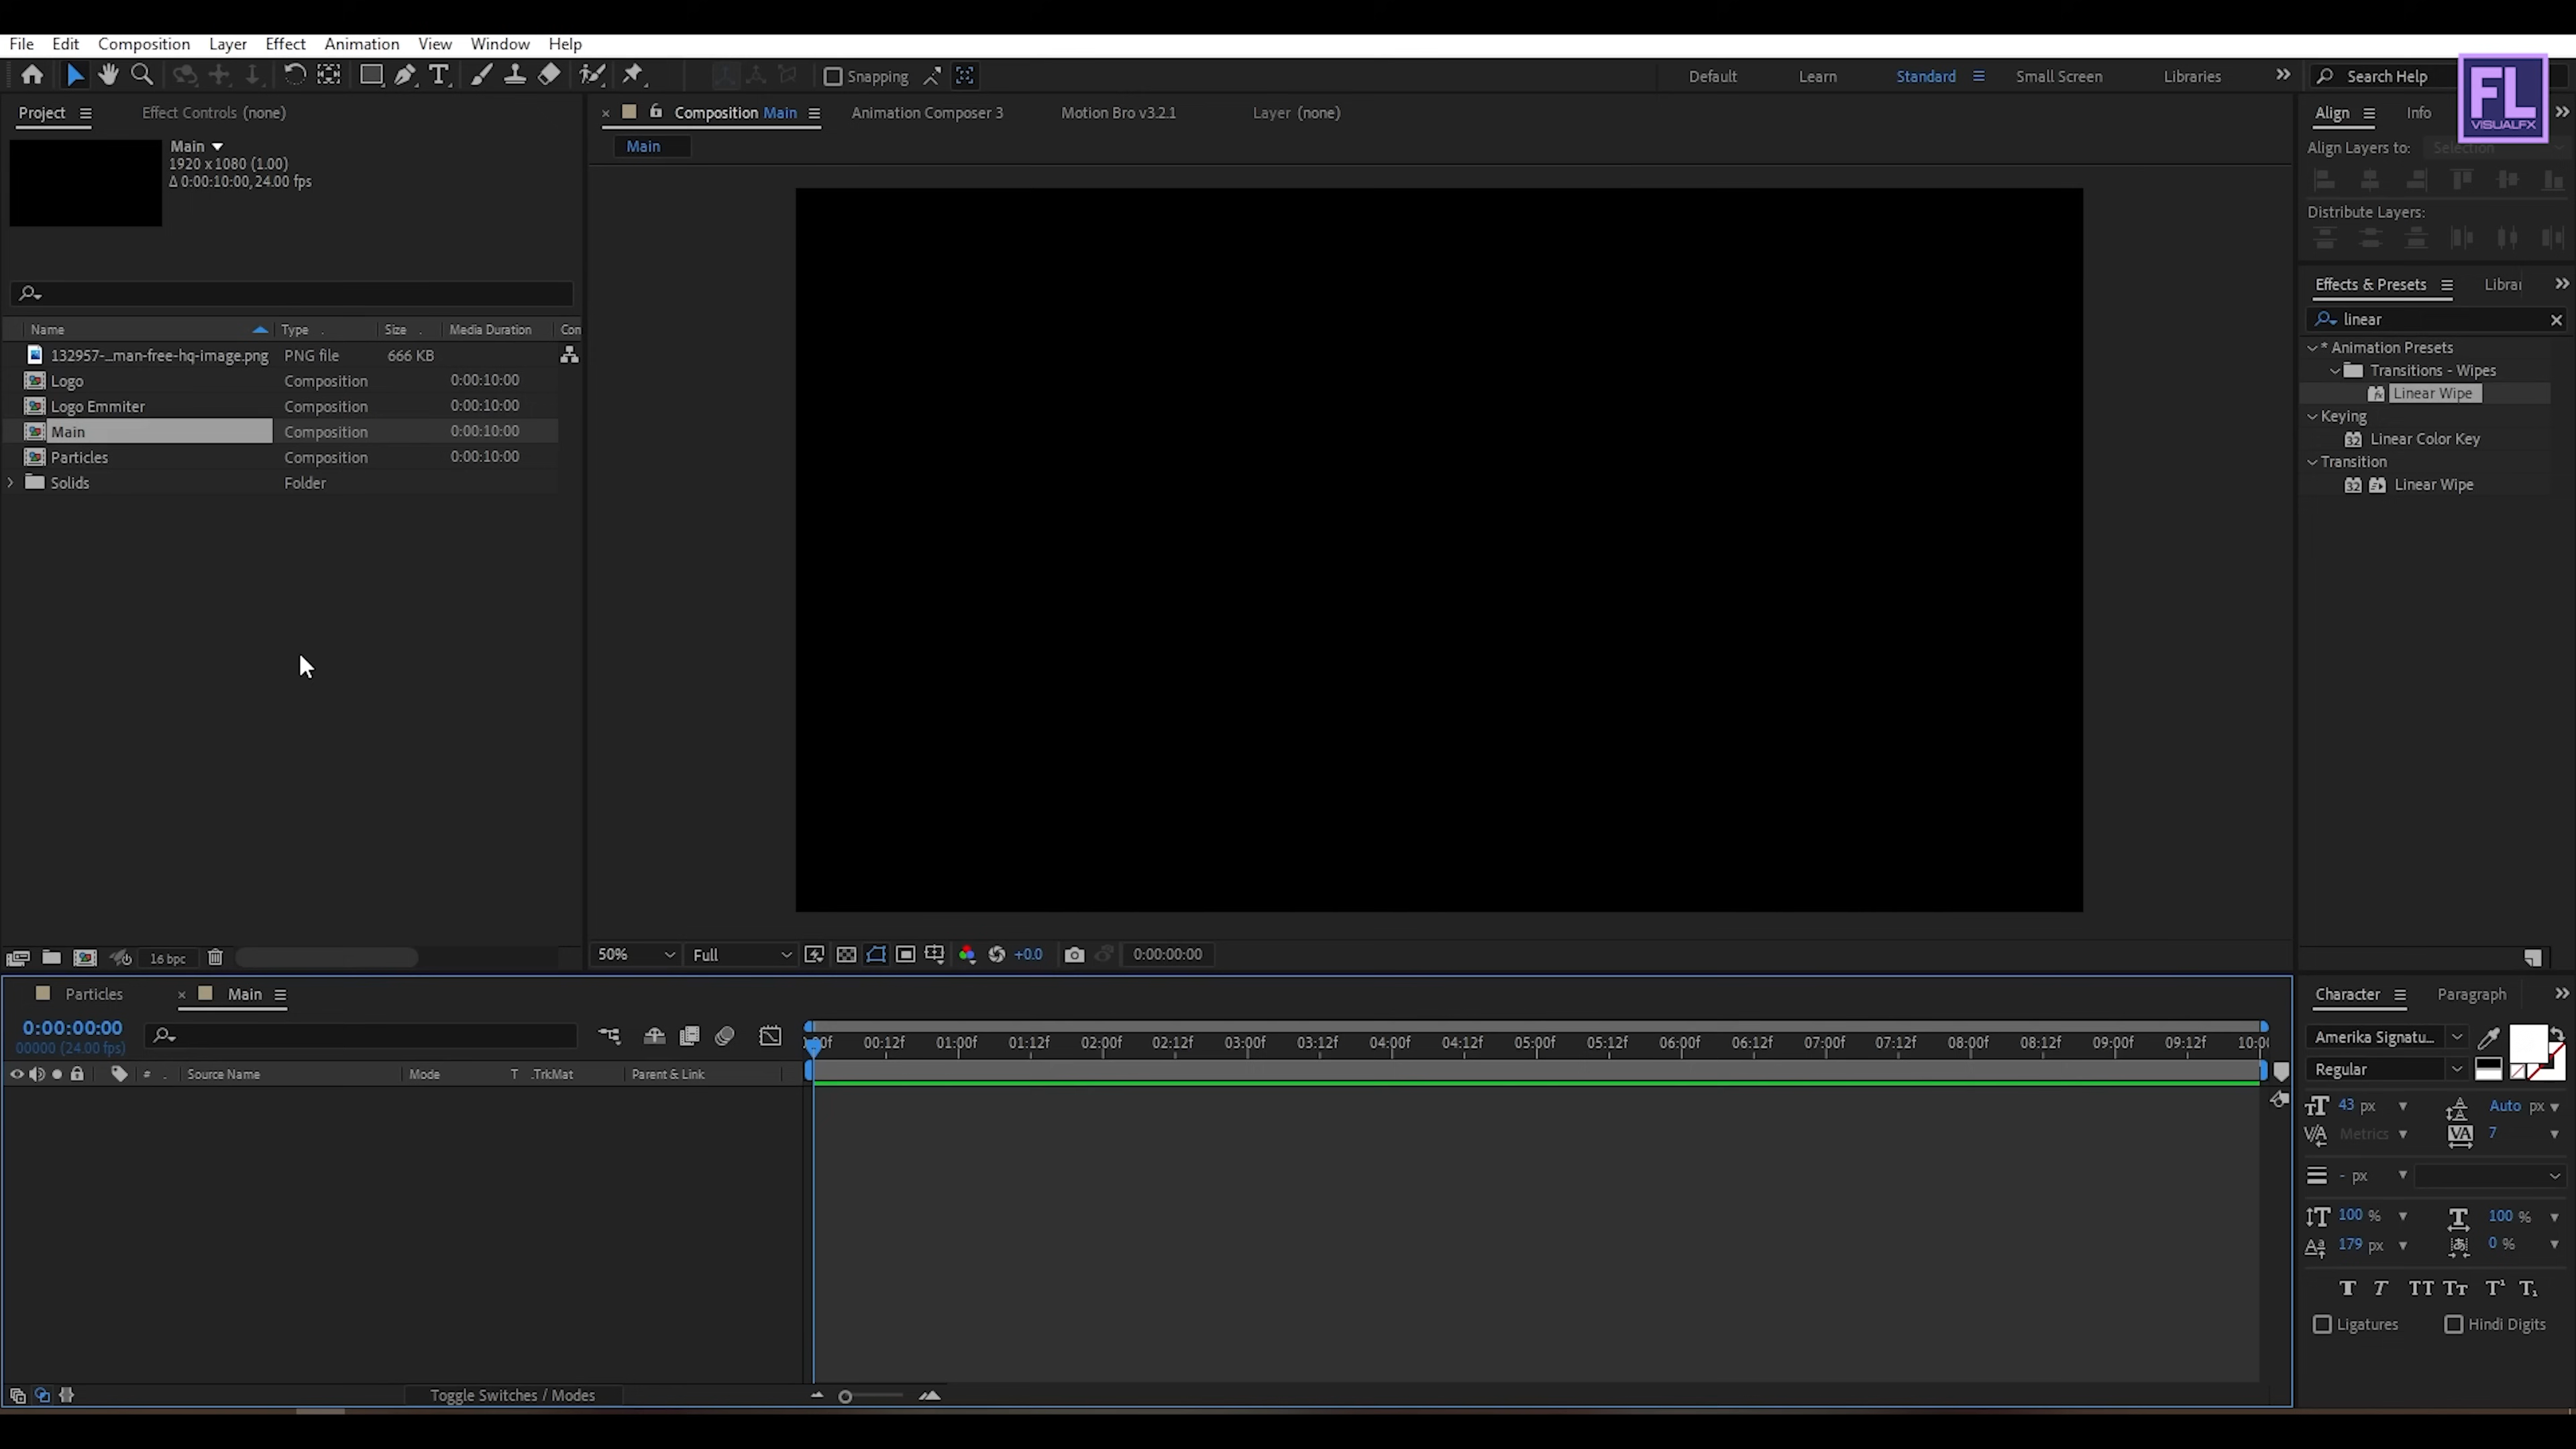 File Edit Composition Layer Effect Animation View Window Help
Snapping Default Learn Standard Small Screen Libraries Search Help
FL
VISUALFX
Project Effect Controls (none)
Main
1920 x 1080 (1.00)
Δ 0:00:10:00, 24.00 fps
Name Type Size Media Duration Con
132957-...man-free-hq-image.png PNG file 666 KB
Logo Composition 0:00:10:00
Logo Emmiter Composition 0:00:10:00
Main Composition 0:00:10:00
Particles Composition 0:00:10:00
Solids Folder
16 bpc
Composition Main Animation Composer 3 Motion Bro v3.2.1 Layer (none)
Main
50% Full +0.0 0:00:00:00
Align Info
Align Layers to: Selection
Distribute Layers:
Effects & Presets Librar
linear
* Animation Presets
Transitions - Wipes
Linear Wipe
Keying
32 Linear Color Key
Transition
32 Linear Wipe
Particles Main
0:00:00:00
00000 (24.00 fps)
# Source Name Mode T .TrkMat Parent & Link
00f 00:12f 01:00f 01:12f 02:00f 02:12f 03:00f 03:12f 04:00f 04:12f 05:00f 05:12f 06:00f 06:12f 07:00f 07:12f 08:00f 08:12f 09:00f 09:12f 10:00
Toggle Switches / Modes
Character Paragraph
Amerika Signatu...
Regular
43 px Auto px
Metrics 7
- px
100 % 100 %
179 px 0 %
T T TT Tt T¹ T₁
Ligatures Hindi Digits